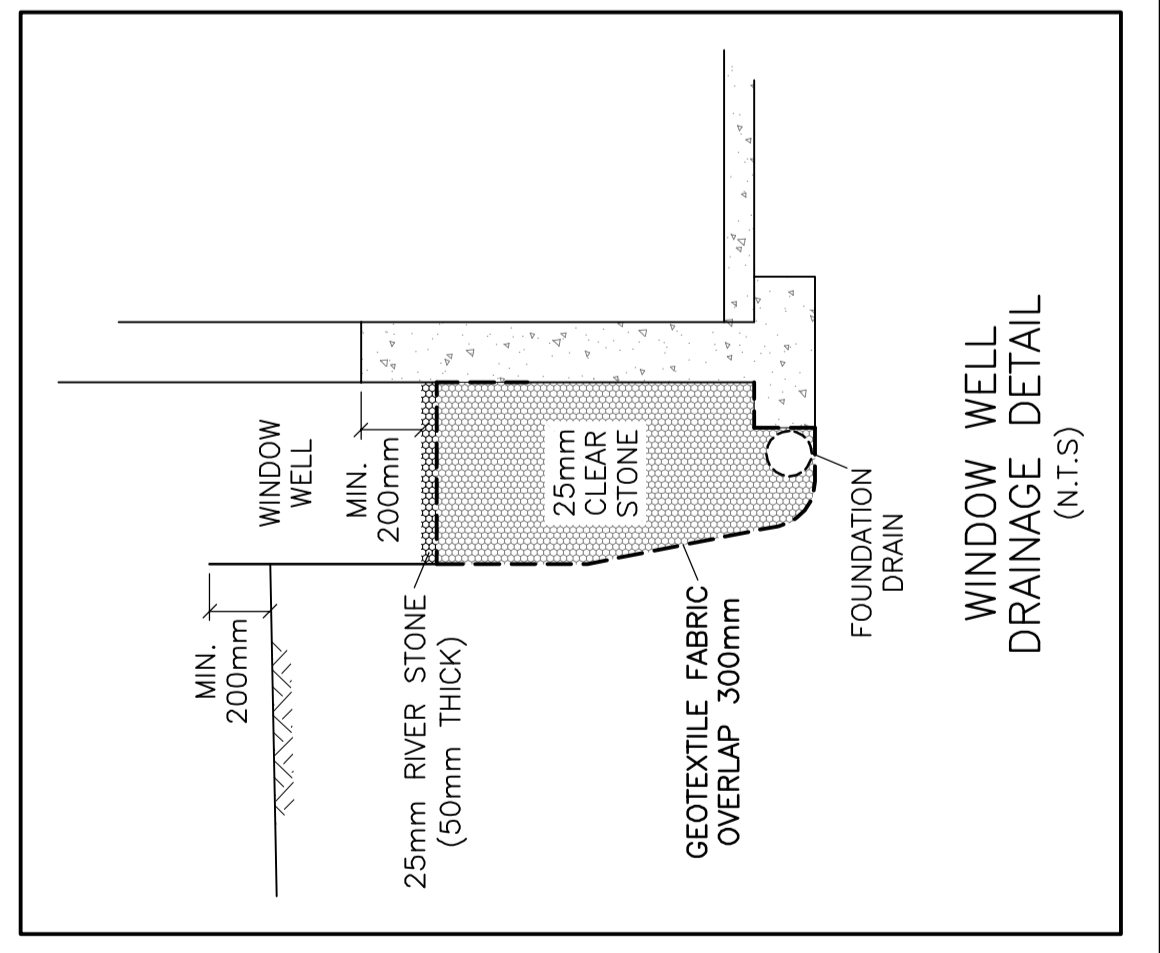 MIN.
200mm
WINDOW
WELL
MIN.
200mm
25mm RIVER STONE
(50mm THICK)
25mm
CLEAR
STONE
GEOTEXTILE FABRIC
OVERLAP 300mm
FOUNDATION
DRAIN
WINDOW WELL
DRAINAGE DETAIL
(N.T.S)